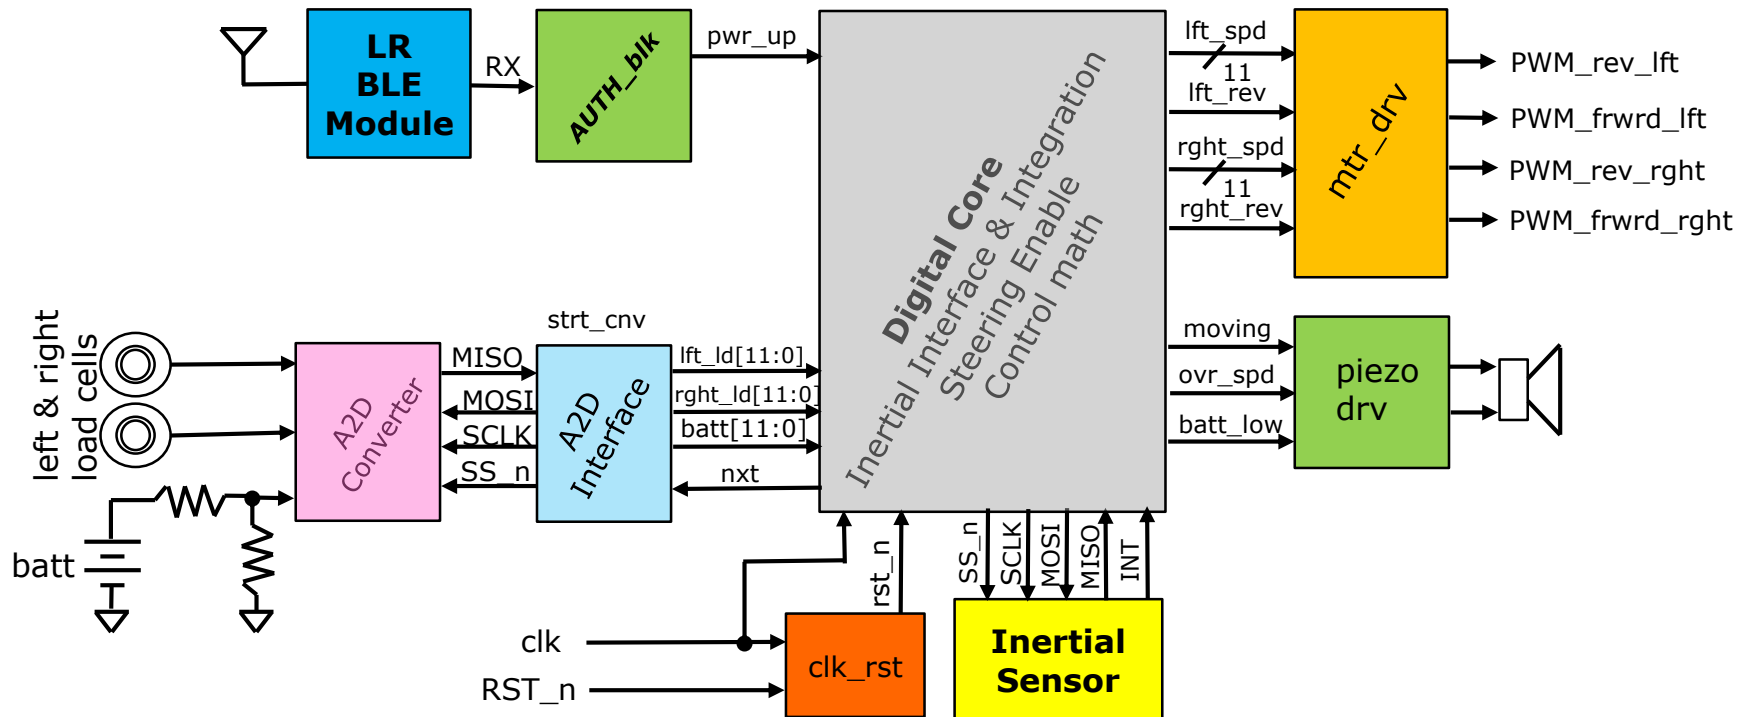 LR
BLE
Module
RX
AUTH_blk
pwr_up
Digital Core
Inertial Interface & Integration
Steering Enable
Control math
lft_spd
11
lft_rev
rght_spd
11
rght_rev
mtr_drv
PWM_rev_lft
PWM_frwrd_lft
PWM_rev_rght
PWM_frwrd_rght
left & right
load cells
batt
A2D
Converter
MISO
MOSI
SCLK
SS_n
strt_cnv
A2D
Interface
lft_ld[11:0]
rght_ld[11:0]
batt[11:0]
nxt
moving
ovr_spd
batt_low
piezo
drv
clk
RST_n
clk_rst
rst_n
SS_n
SCLK
MOSI
MISO
INT
Inertial
Sensor